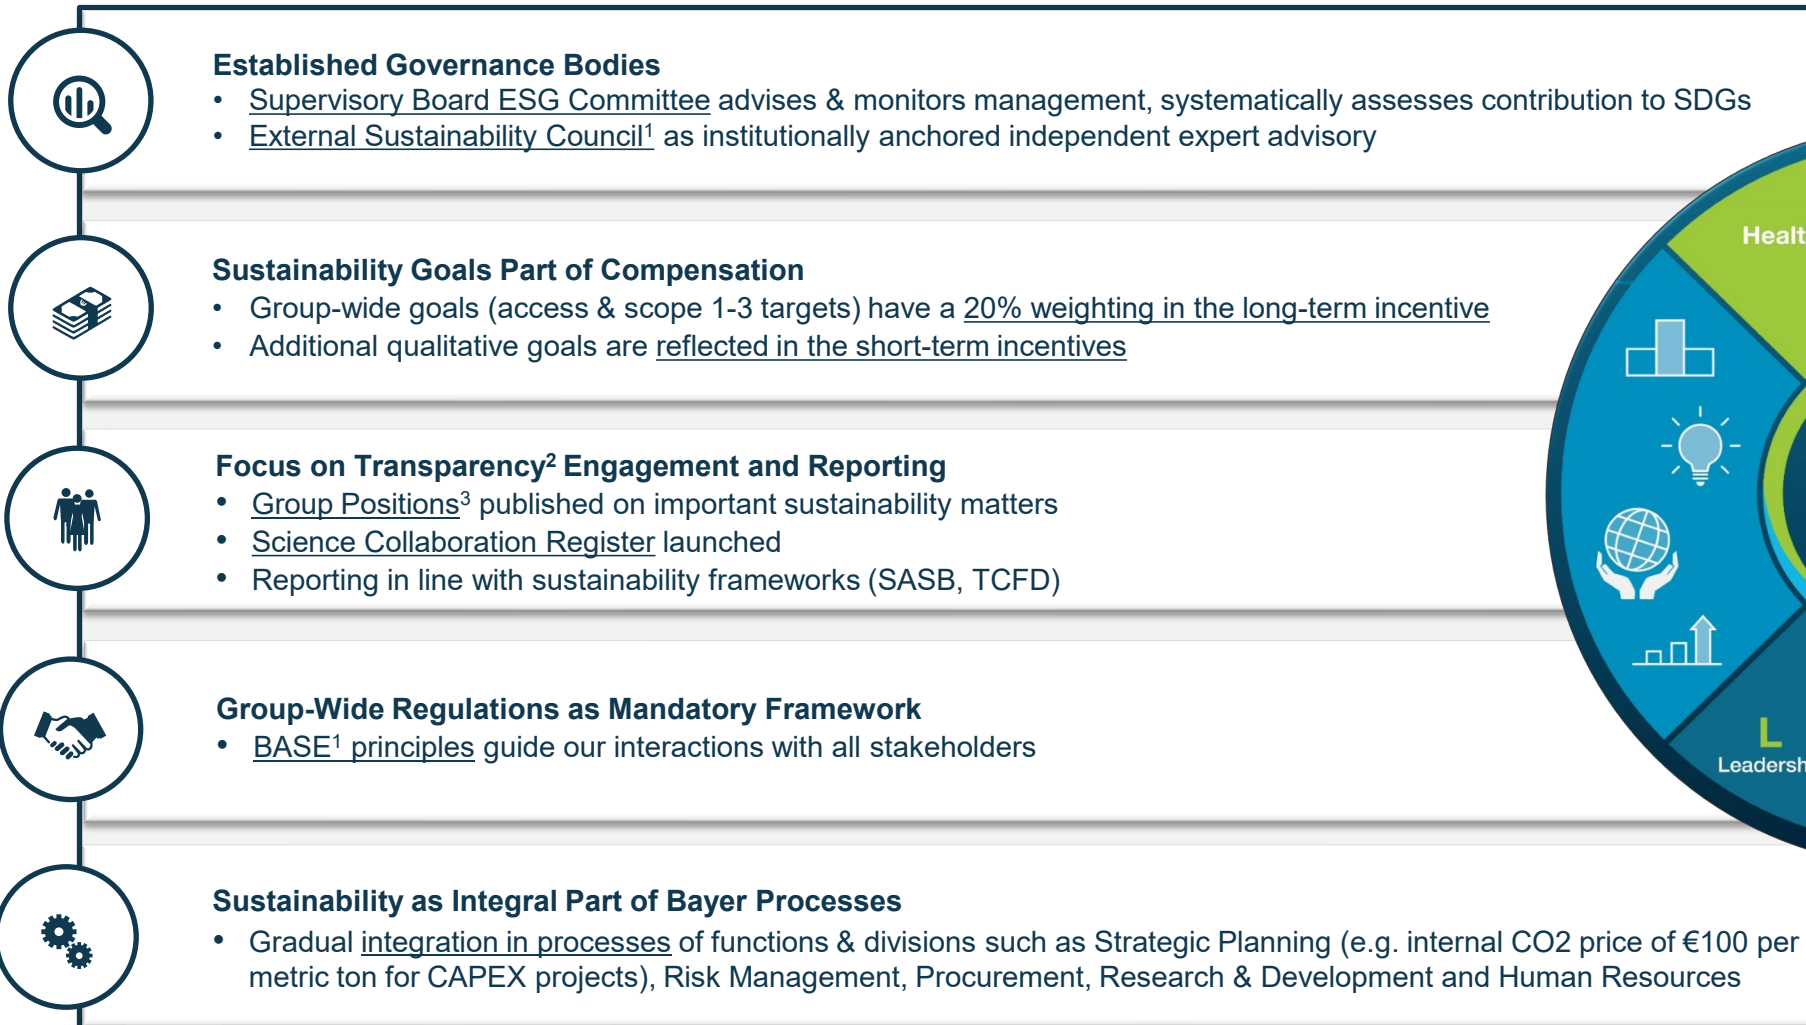 Established Governance Bodies
• Supervisory Board ESG Committee advises & monitors management, systematically assesses contribution to SDGs
• External Sustainability Council¹ as institutionally anchored independent expert advisory
Sustainability Goals Part of Compensation
• Group-wide goals (access & scope 1-3 targets) have a 20% weighting in the long-term incentive
• Additional qualitative goals are reflected in the short-term incentives
Focus on Transparency² Engagement and Reporting
• Group Positions³ published on important sustainability matters
• Science Collaboration Register launched
• Reporting in line with sustainability frameworks (SASB, TCFD)
Group-Wide Regulations as Mandatory Framework
• BASE¹ principles guide our interactions with all stakeholders
Sustainability as Integral Part of Bayer Processes
• Gradual integration in processes of functions & divisions such as Strategic Planning (e.g. internal CO2 price of €100 per
metric ton for CAPEX projects), Risk Management, Procurement, Research & Development and Human Resources
Healt
L
Leadersh